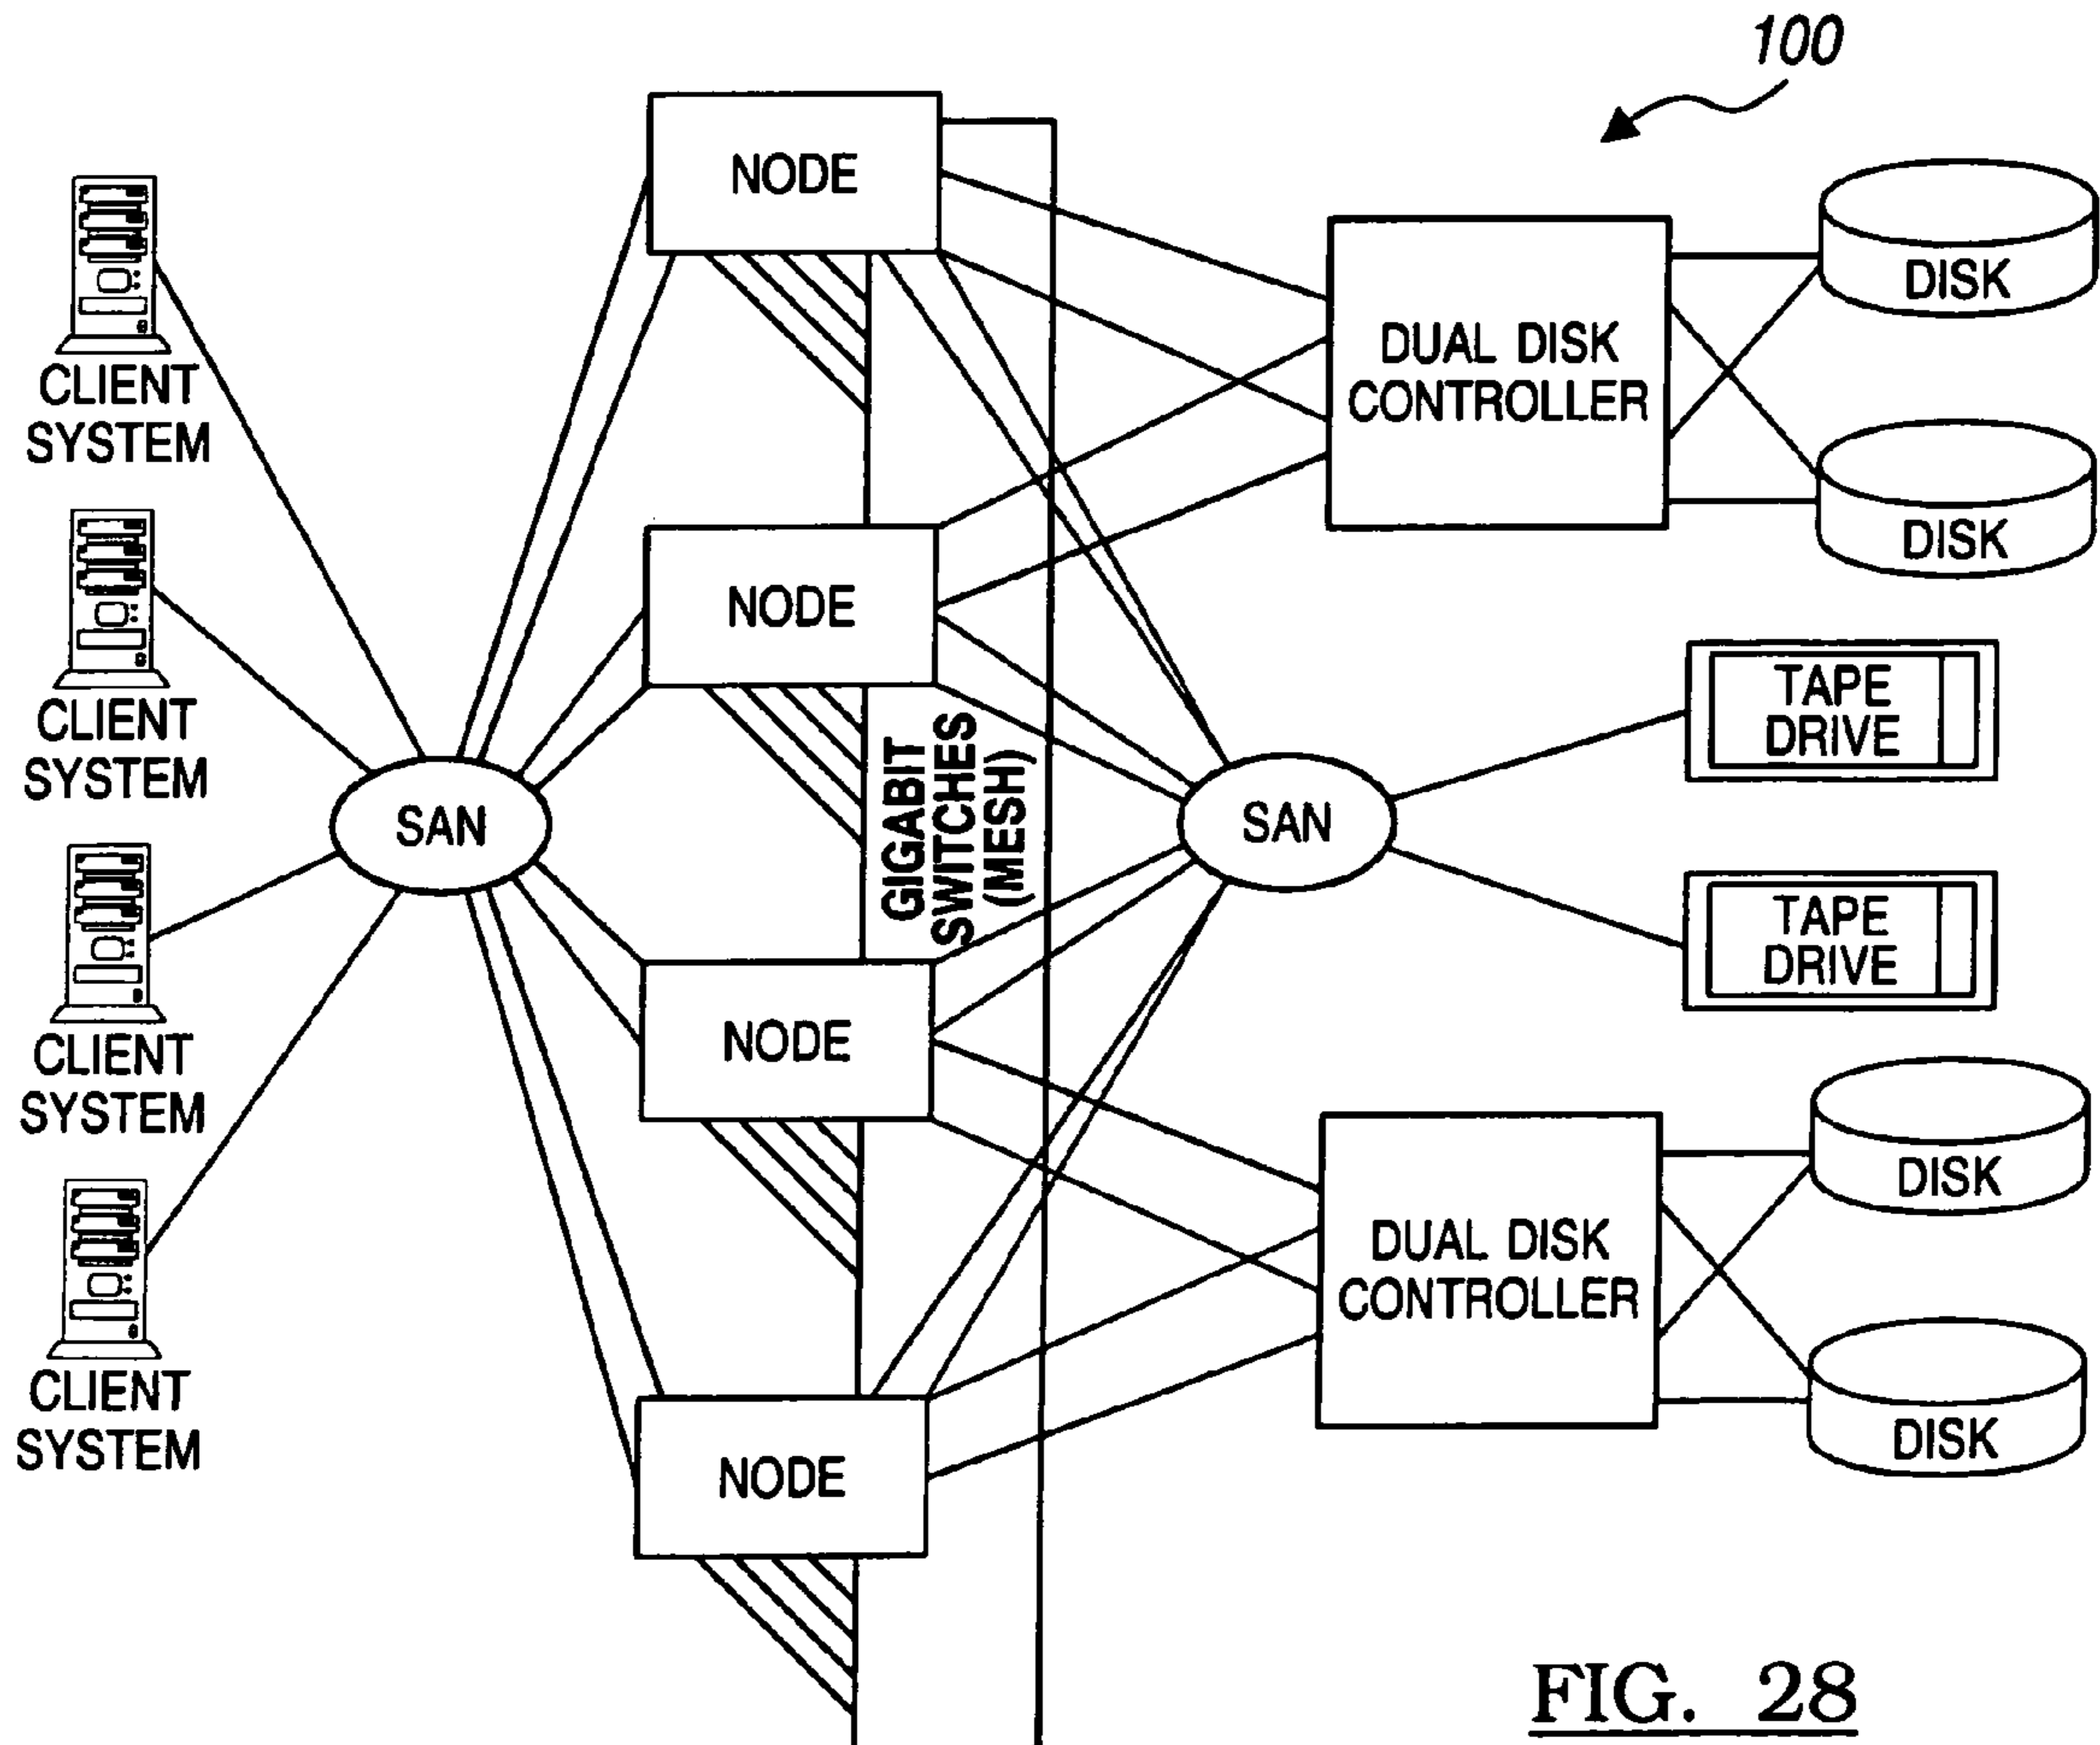 100
NODE
CLIENT
SYSTEM
DUAL DISK
CONTROLLER
DISK
DISK
CLIENT
SYSTEM
NODE
TAPE
DRIVE
SAN
GIGABIT
SWITCHES
(MESH)
SAN
TAPE
DRIVE
CLIENT
SYSTEM
NODE
DISK
DUAL DISK
CONTROLLER
CLIENT
SYSTEM
NODE
DISK
FIG. 28